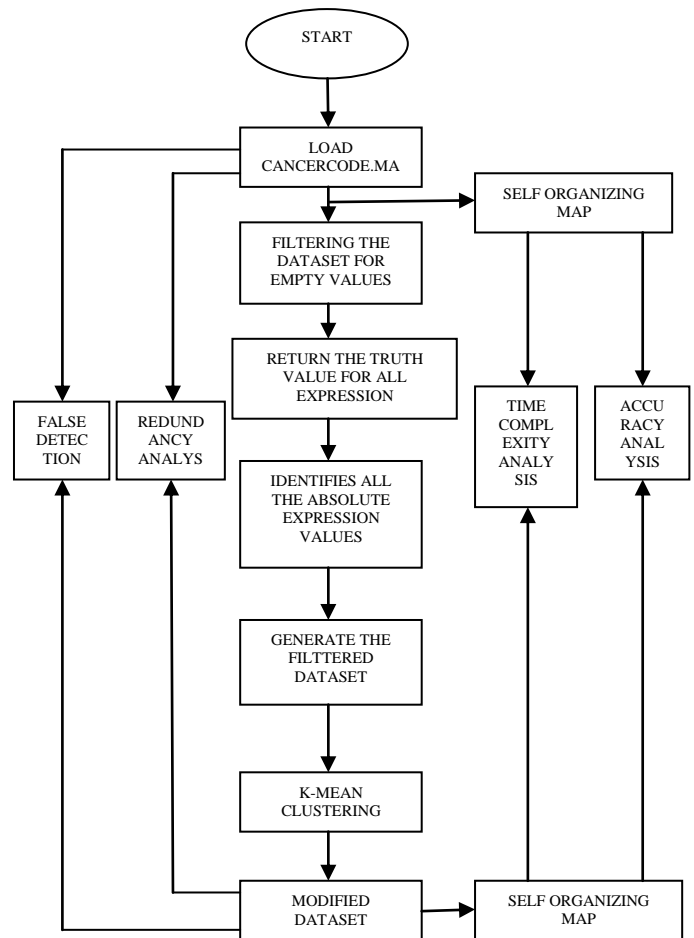 START
LOAD
CANCERCODE.MA
SELF ORGANIZING
MAP
FILTERING THE
DATASET FOR
EMPTY VALUES
RETURN THE TRUTH
VALUE FOR ALL
EXPRESSION
FALSE
DETEC
TION
REDUND
ANCY
ANALYS
TIME
COMPL
EXITY
ANALY
SIS
ACCU
RACY
ANAL
YSIS
IDENTIFIES ALL
THE ABSOLUTE
EXPRESSION
VALUES
GENERATE THE
FILTTERED
DATASET
K-MEAN
CLUSTERING
MODIFIED
DATASET
SELF ORGANIZING
MAP